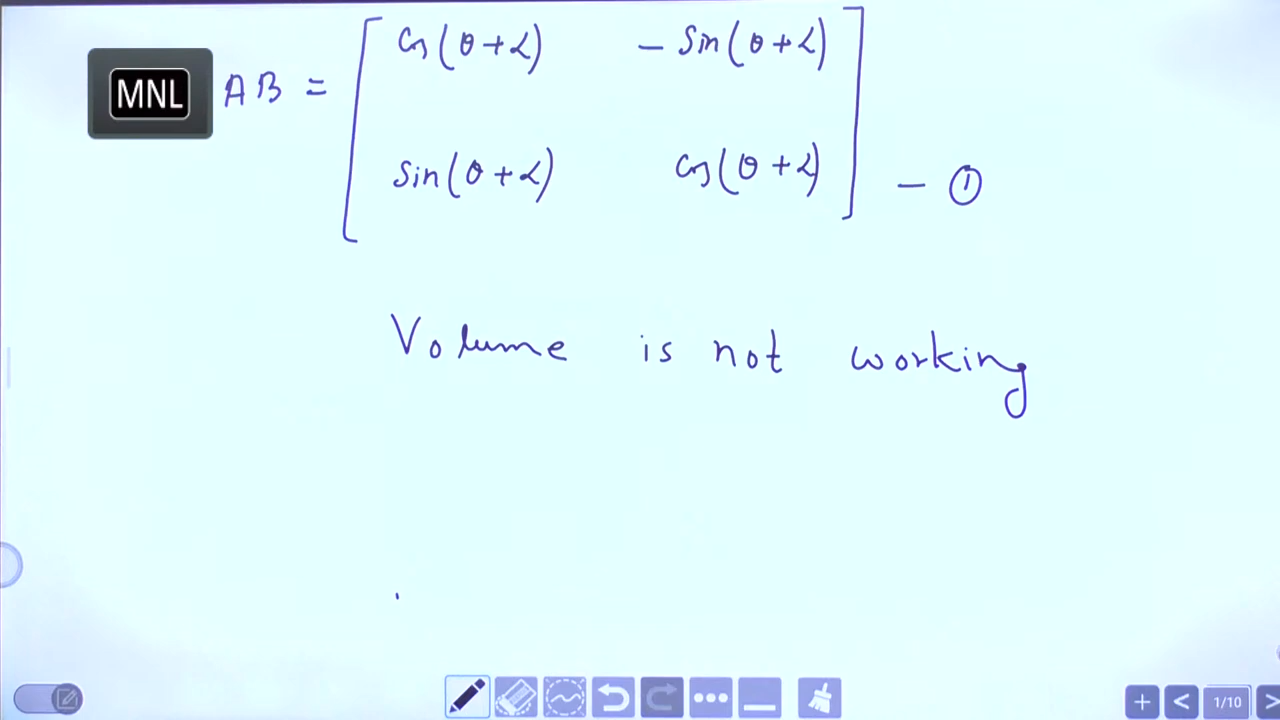 MNL
AB = [ cos(θ+α) - sin(θ+α)
sin(θ+α) cos(θ+α) ] - ①
Volume is not working
1/10